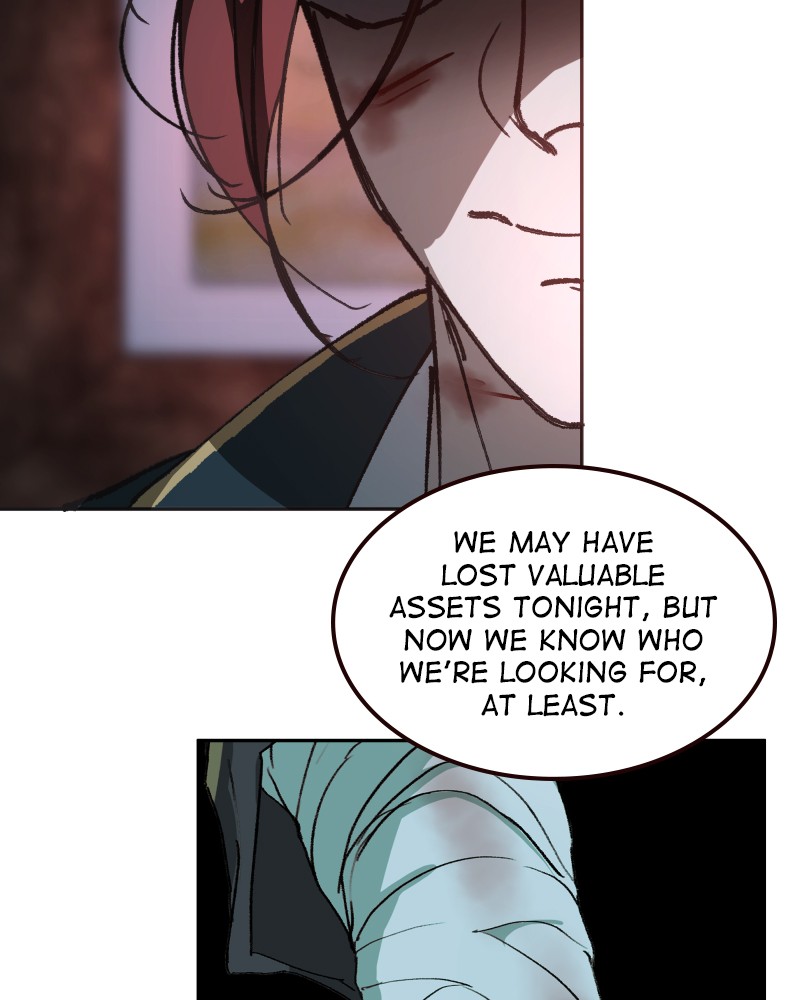 WE MAY HAVE
LOST VALUABLE
ASSETS TONIGHT, BUT
NOW WE KNOW WHO
WE'RE LOOKING FOR,
AT LEAST.